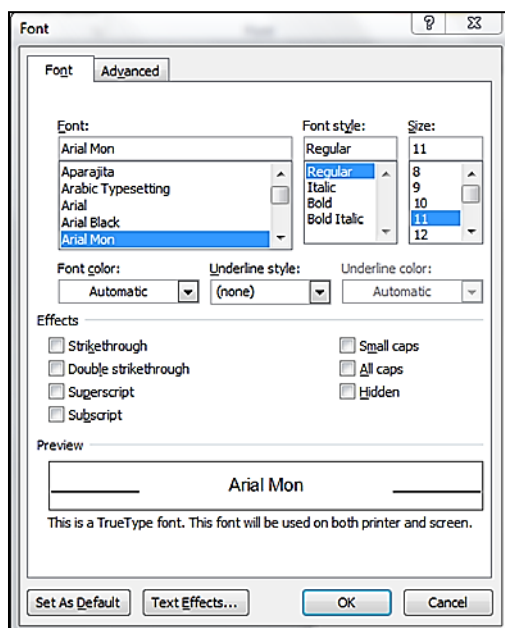 Font
Font Advanced
Font: Font style: Size:
Arial Mon Regular 11
Aparajita Regular 8
Arabic Typesetting Italic 9
Arial Bold 10
Arial Black Bold Italic 11
Arial Mon 12
Font color: Underline style: Underline color:
Automatic (none) Automatic
Effects
Strikethrough Small caps
Double strikethrough All caps
Superscript Hidden
Subscript
Preview
Arial Mon
This is a TrueType font. This font will be used on both printer and screen.
Set As Default Text Effects... OK Cancel